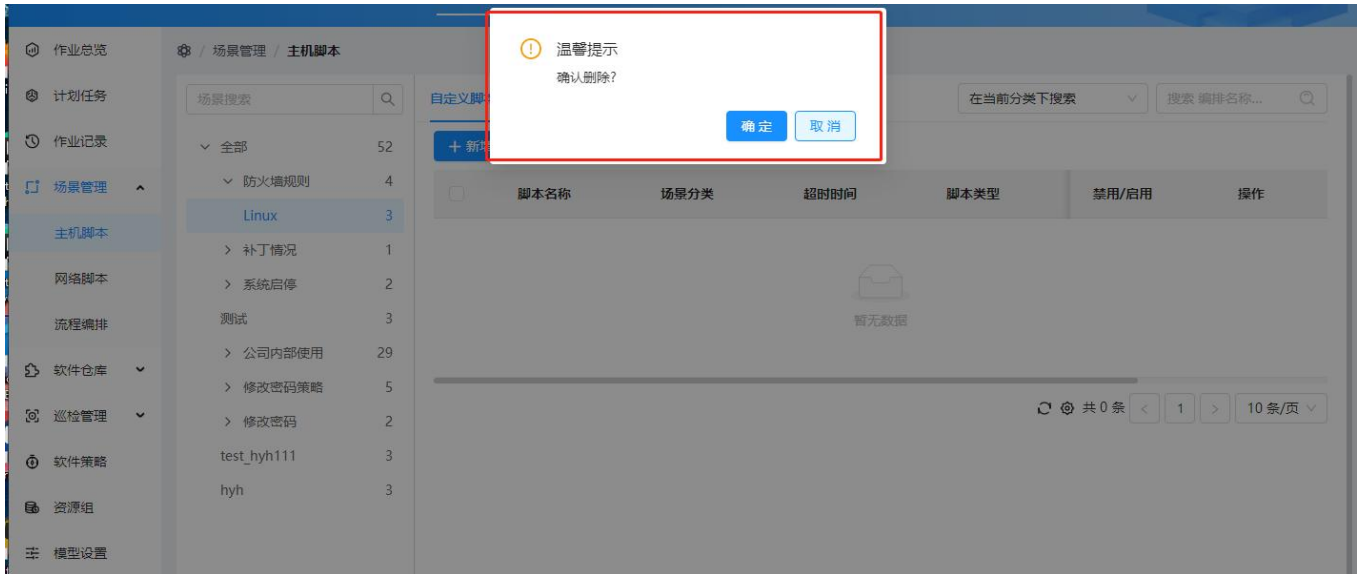 作业总览
计划任务
作业记录
场景管理
主机脚本
网络脚本
流程编排
软件仓库
巡检管理
软件策略
资源组
模型设置
/ 场景管理 / 主机脚本
场景搜索
全部 52
防火墙规则 4
Linux 3
补丁情况 1
系统启停 2
测试 3
公司内部使用 29
修改密码策略 5
修改密码 2
test_hyh111 3
hyh 3
温馨提示
确认删除?
确定 取消
自定义脚
在当前分类下搜索 搜索 编排名称...
+ 新增
脚本名称 场景分类 超时时间 脚本类型 禁用/启用 操作
暂无数据
共 0 条 < 1 > 10 条/页